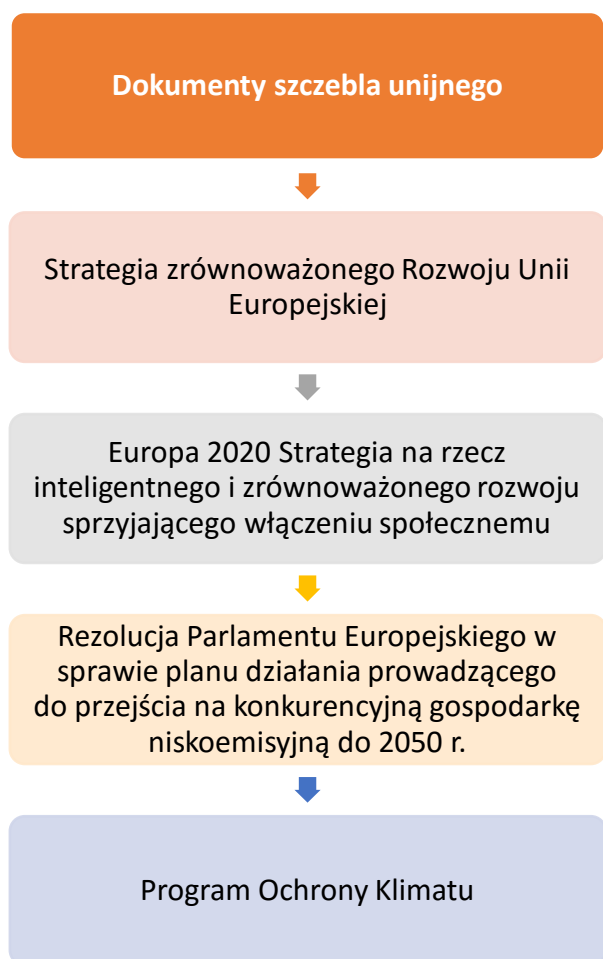 Dokumenty szczebla unijnego
Strategia zrównoważonego Rozwoju Unii
Europejskiej
Europa 2020 Strategia na rzecz
inteligentnego i zrównoważonego rozwoju
sprzyjającego włączeniu społecznemu
Rezolucja Parlamentu Europejskiego w
sprawie planu działania prowadzącego
do przejścia na konkurencyjną gospodarkę
niskoemisyjną do 2050 r.
Program Ochrony Klimatu